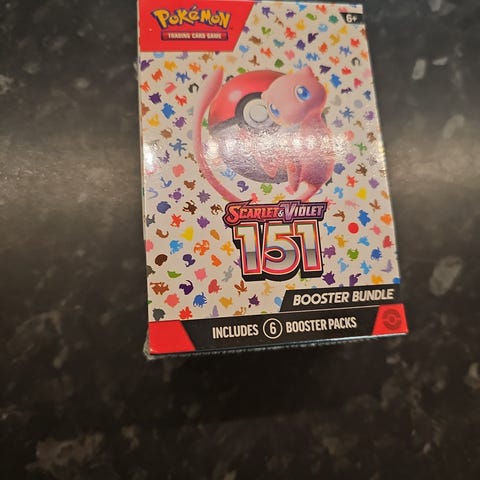 POKéMON
TRADING CARD GAME
6+
SCARLET & VIOLET
151
BOOSTER BUNDLE
INCLUDES 6 BOOSTER PACKS